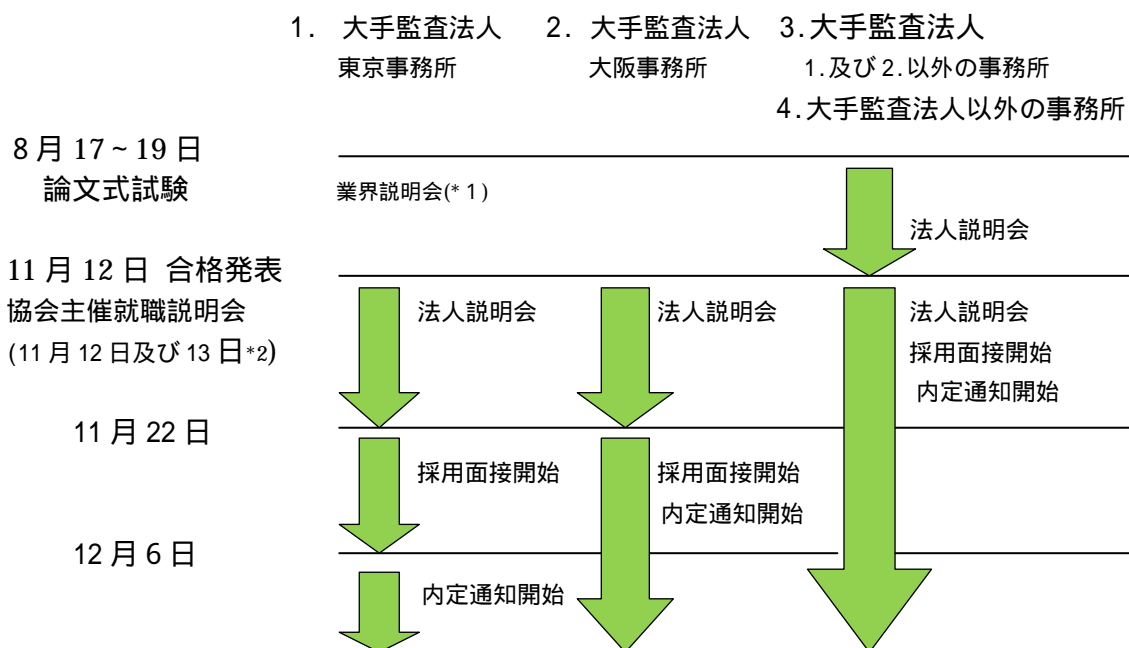 1. 大手監査法人 2. 大手監査法人 3.大手監査法人
東京事務所 大阪事務所 1.及び 2.以外の事務所
4.大手監査法人以外の事務所
8 月 17 ~ 19 日
論文式試験
業界説明会(* 1 )
法人説明会
11 月 12 日 合格発表
協会主催就職説明会
(11 月 12 日及び 13 日*2)
法人説明会 法人説明会 法人説明会
採用面接開始
内定通知開始
11 月 22 日
採用面接開始 採用面接開始
内定通知開始
12 月 6 日
内定通知開始